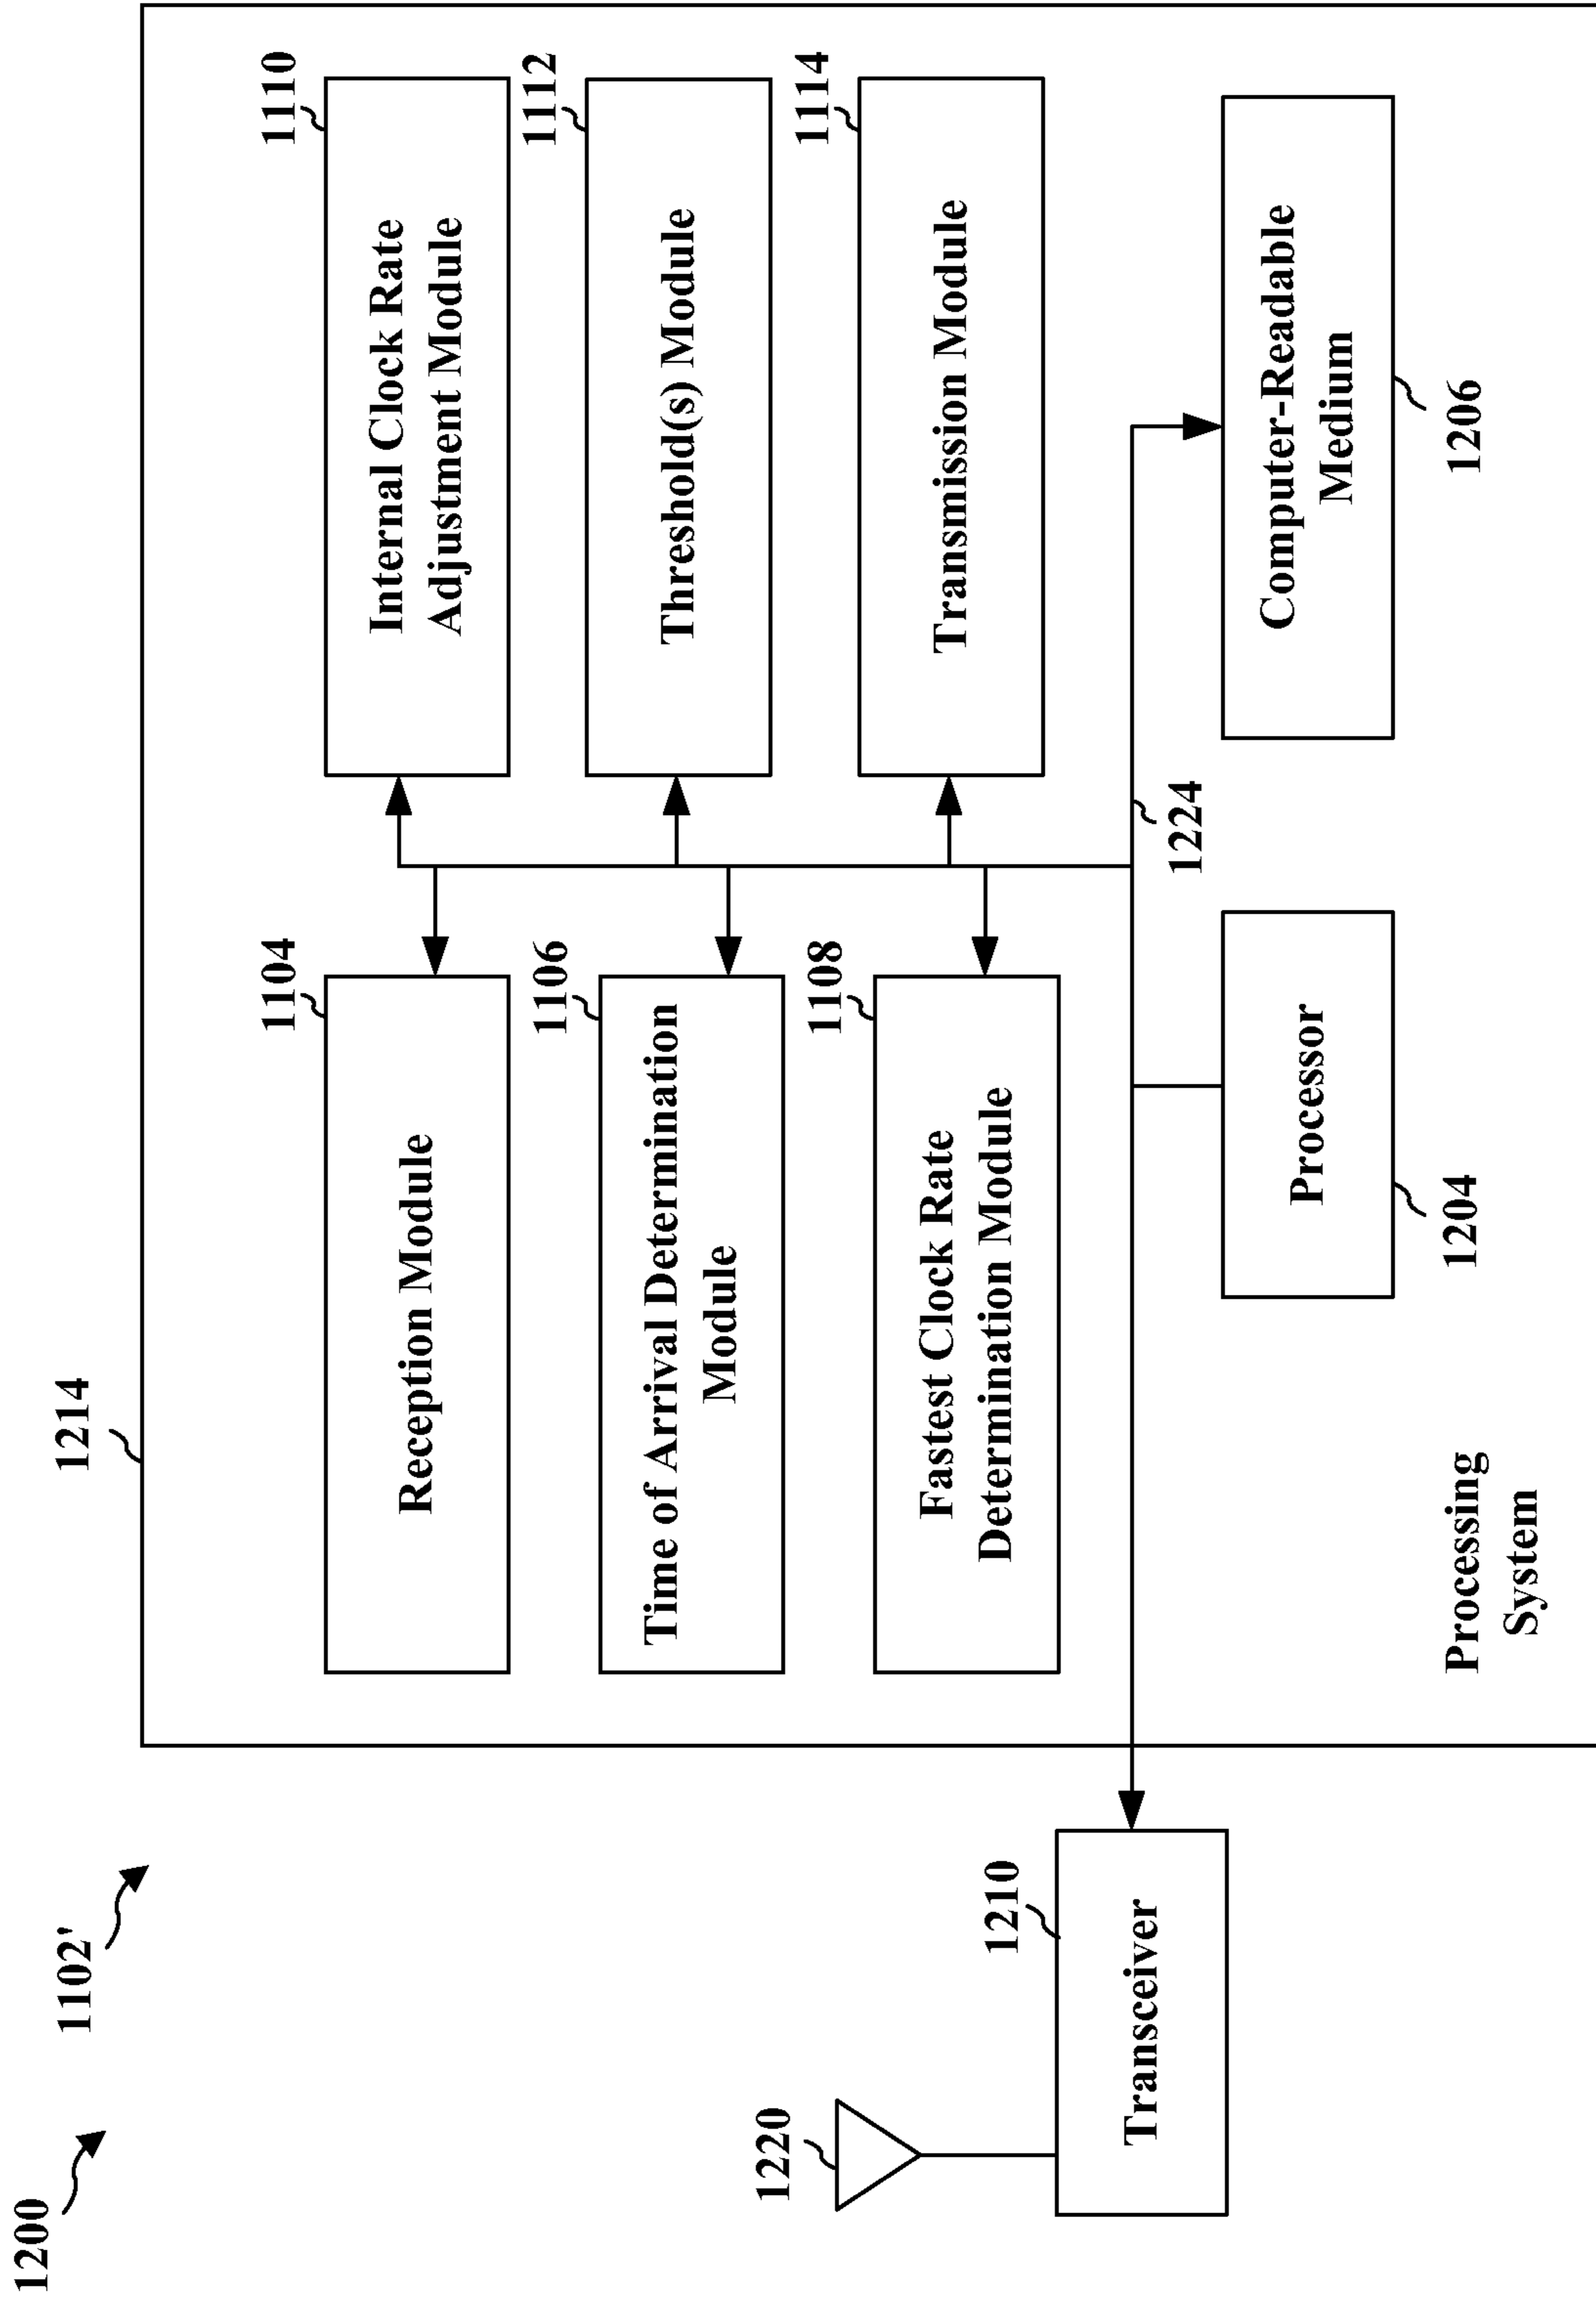 1200
1102'
1214
1104
Reception Module
1110
Internal Clock Rate
Adjustment Module
1106
Time of Arrival Determination
Module
1112
Threshold(s) Module
1108
Fastest Clock Rate
Determination Module
1114
Transmission Module
1220
1210
Transceiver
1224
Processor
1204
Computer-Readable
Medium
1206
Processing
System